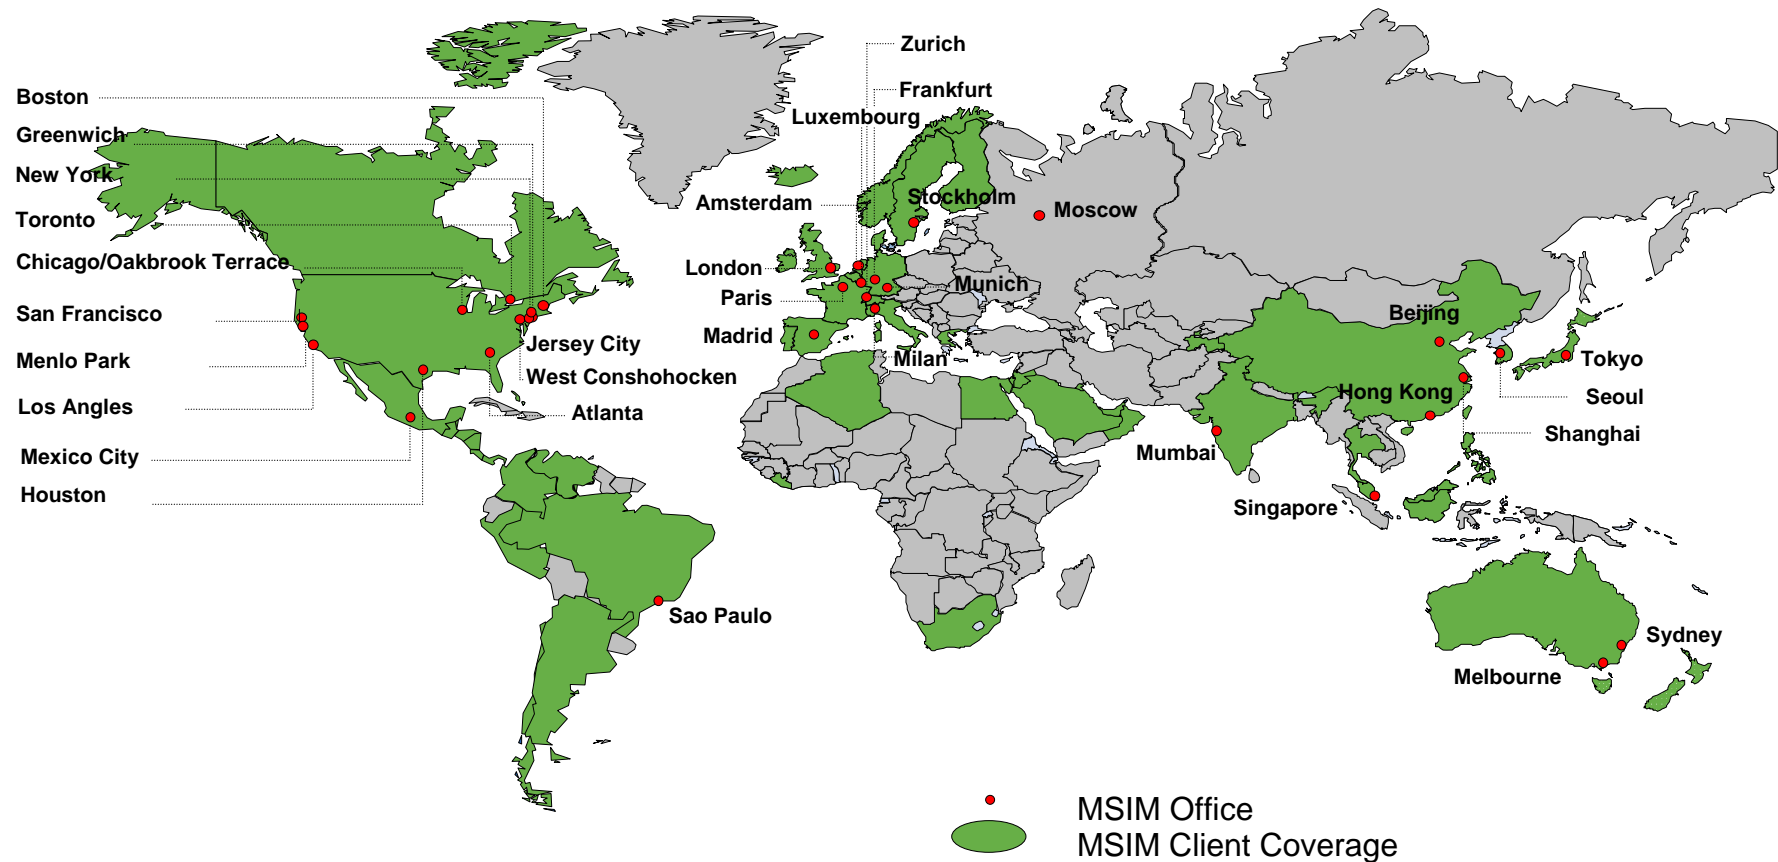 Zurich
Frankfurt
Boston
Luxembourg
Greenwich
New York
Stockholm
Amsterdam
Moscow
Toronto
Chicago/Oakbrook Terrace
London
Munich
Paris
San Francisco
Beijing
Madrid
Jersey City
Milan
Tokyo
Menlo Park
West Conshohocken
Hong Kong
Seoul
Los Angles
Atlanta
Shanghai
Mumbai
Mexico City
Houston
Singapore
Sao Paulo
Sydney
Melbourne
MSIM Office
MSIM Client Coverage